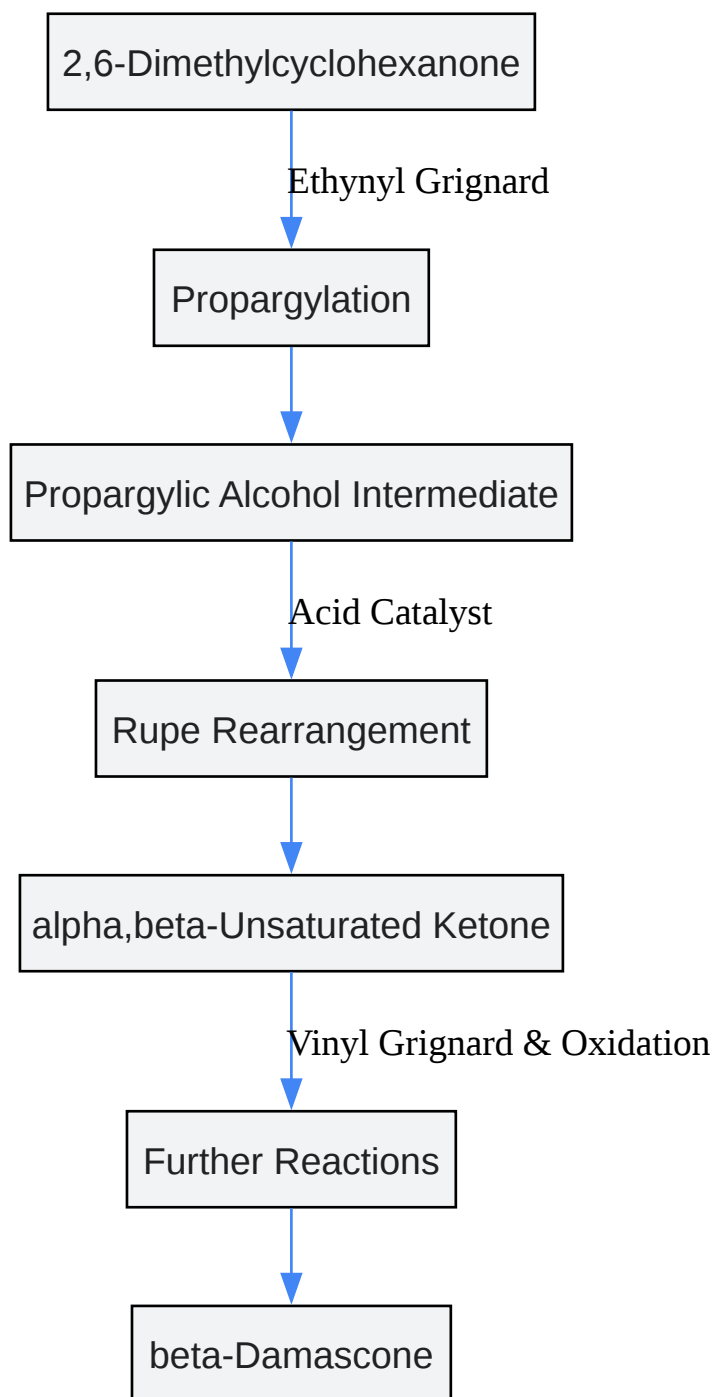 2,6-Dimethylcyclohexanone
Ethynyl Grignard
Propargylation
Propargylic Alcohol Intermediate
Acid Catalyst
Rupe Rearrangement
alpha,beta-Unsaturated Ketone
Vinyl Grignard & Oxidation
Further Reactions
beta-Damascone